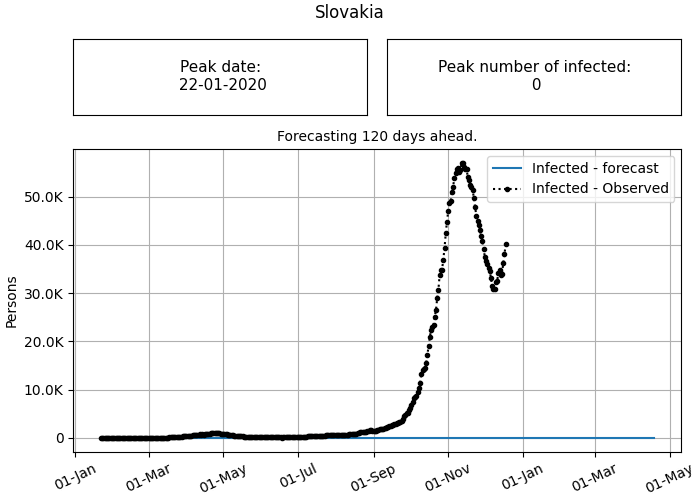 Slovakia
Peak date:
22-01-2020
Peak number of infected:
0
Forecasting 120 days ahead.
Infected - forecast
Infected - Observed
Persons
50.0K
40.0K
30.0K
20.0K
10.0K
0
01-Jan
01-Mar
01-May
01-Jul
01-Sep
01-Nov
01-Jan
01-Mar
01-May